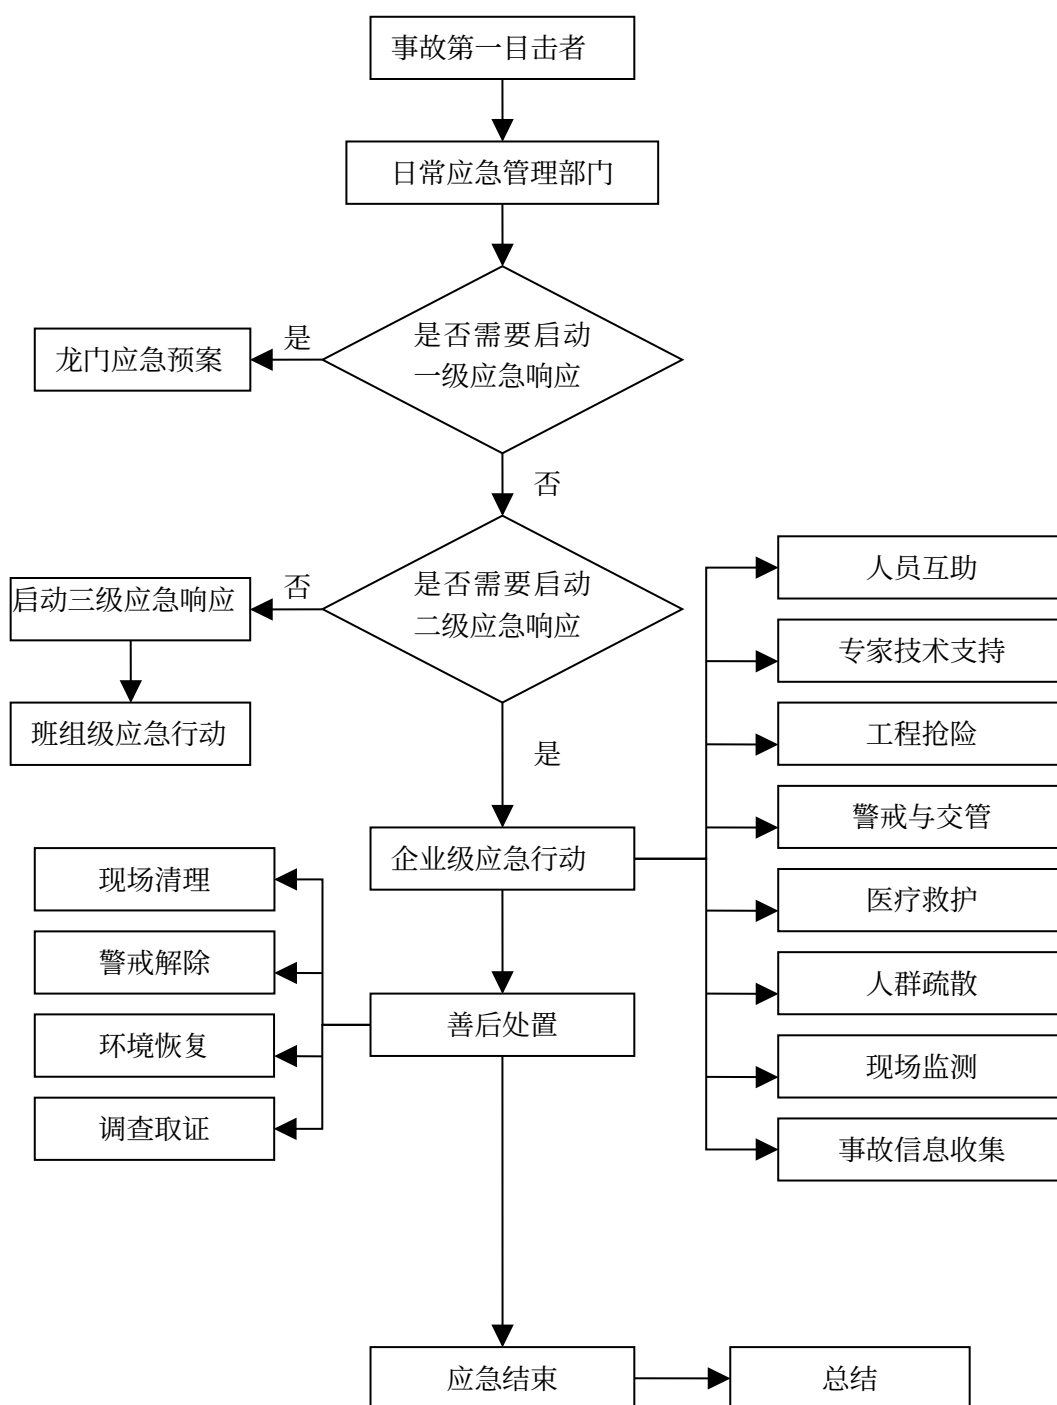 事故第一目击者
日常应急管理部门
是否需要启动
一级应急响应
是
龙门应急预案
否
是否需要启动
二级应急响应
否
启动三级应急响应
班组级应急行动
是
企业级应急行动
人员互助
专家技术支持
工程抢险
警戒与交管
医疗救护
人群疏散
现场监测
事故信息收集
现场清理
警戒解除
环境恢复
调查取证
善后处置
应急结束
总结